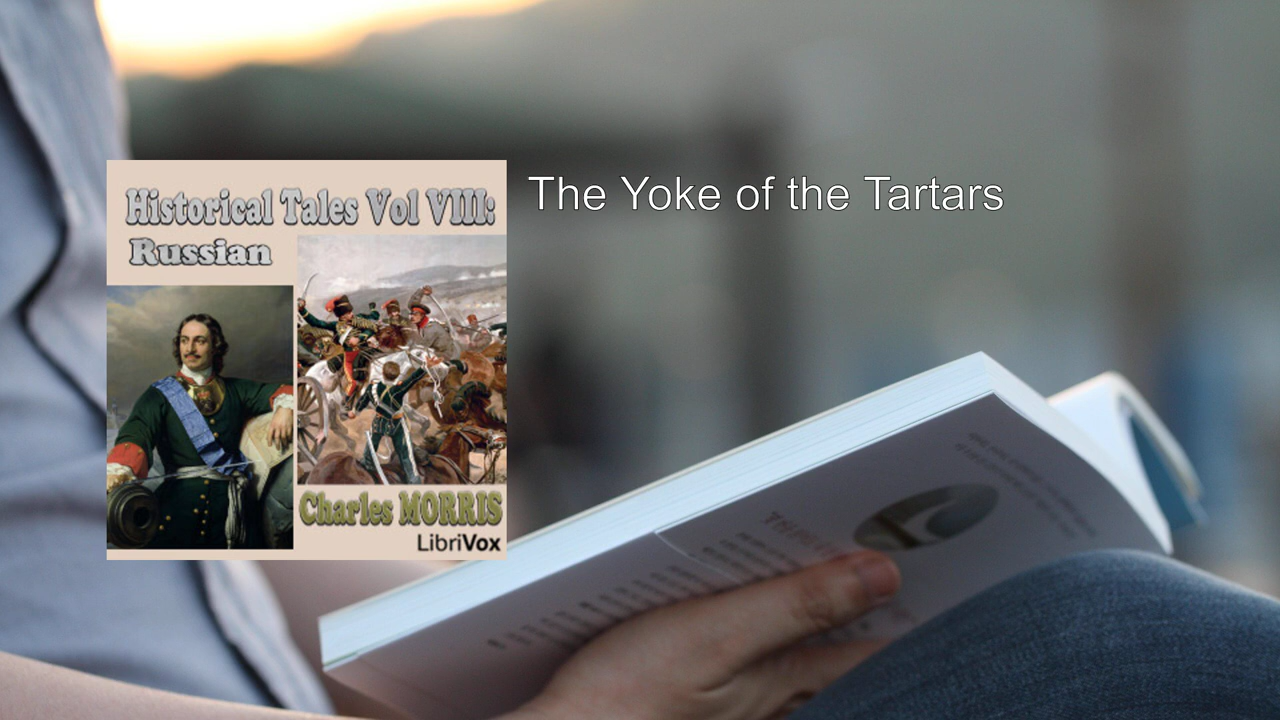 Historical Tales Vol VIII:
Russian
Charles MORRIS
LibriVox
The Yoke of the Tartars